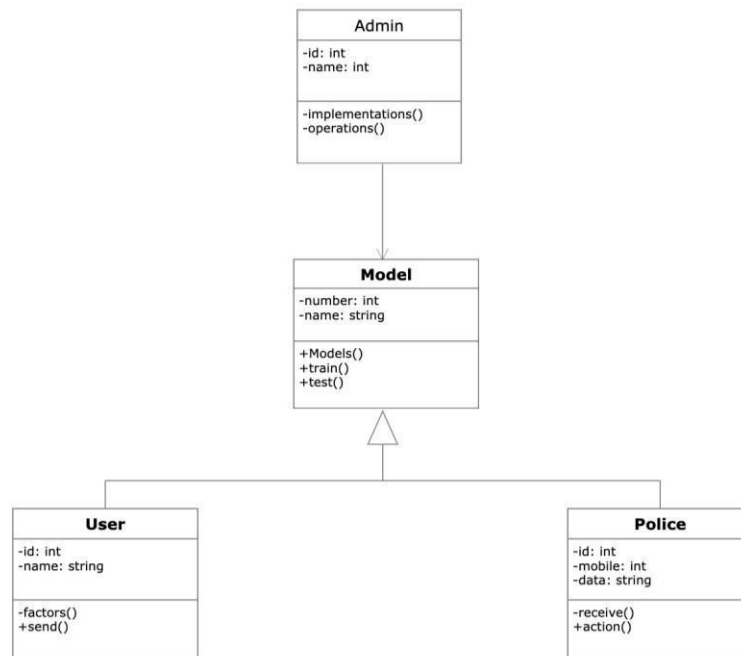 Admin
-id: int
-name: int
-implementations()
-operations()
Model
-number: int
-name: string
+Models()
+train()
+test()
User
-id: int
-name: string
-factors()
+send()
Police
-id: int
-mobile: int
-data: string
-receive()
+action()